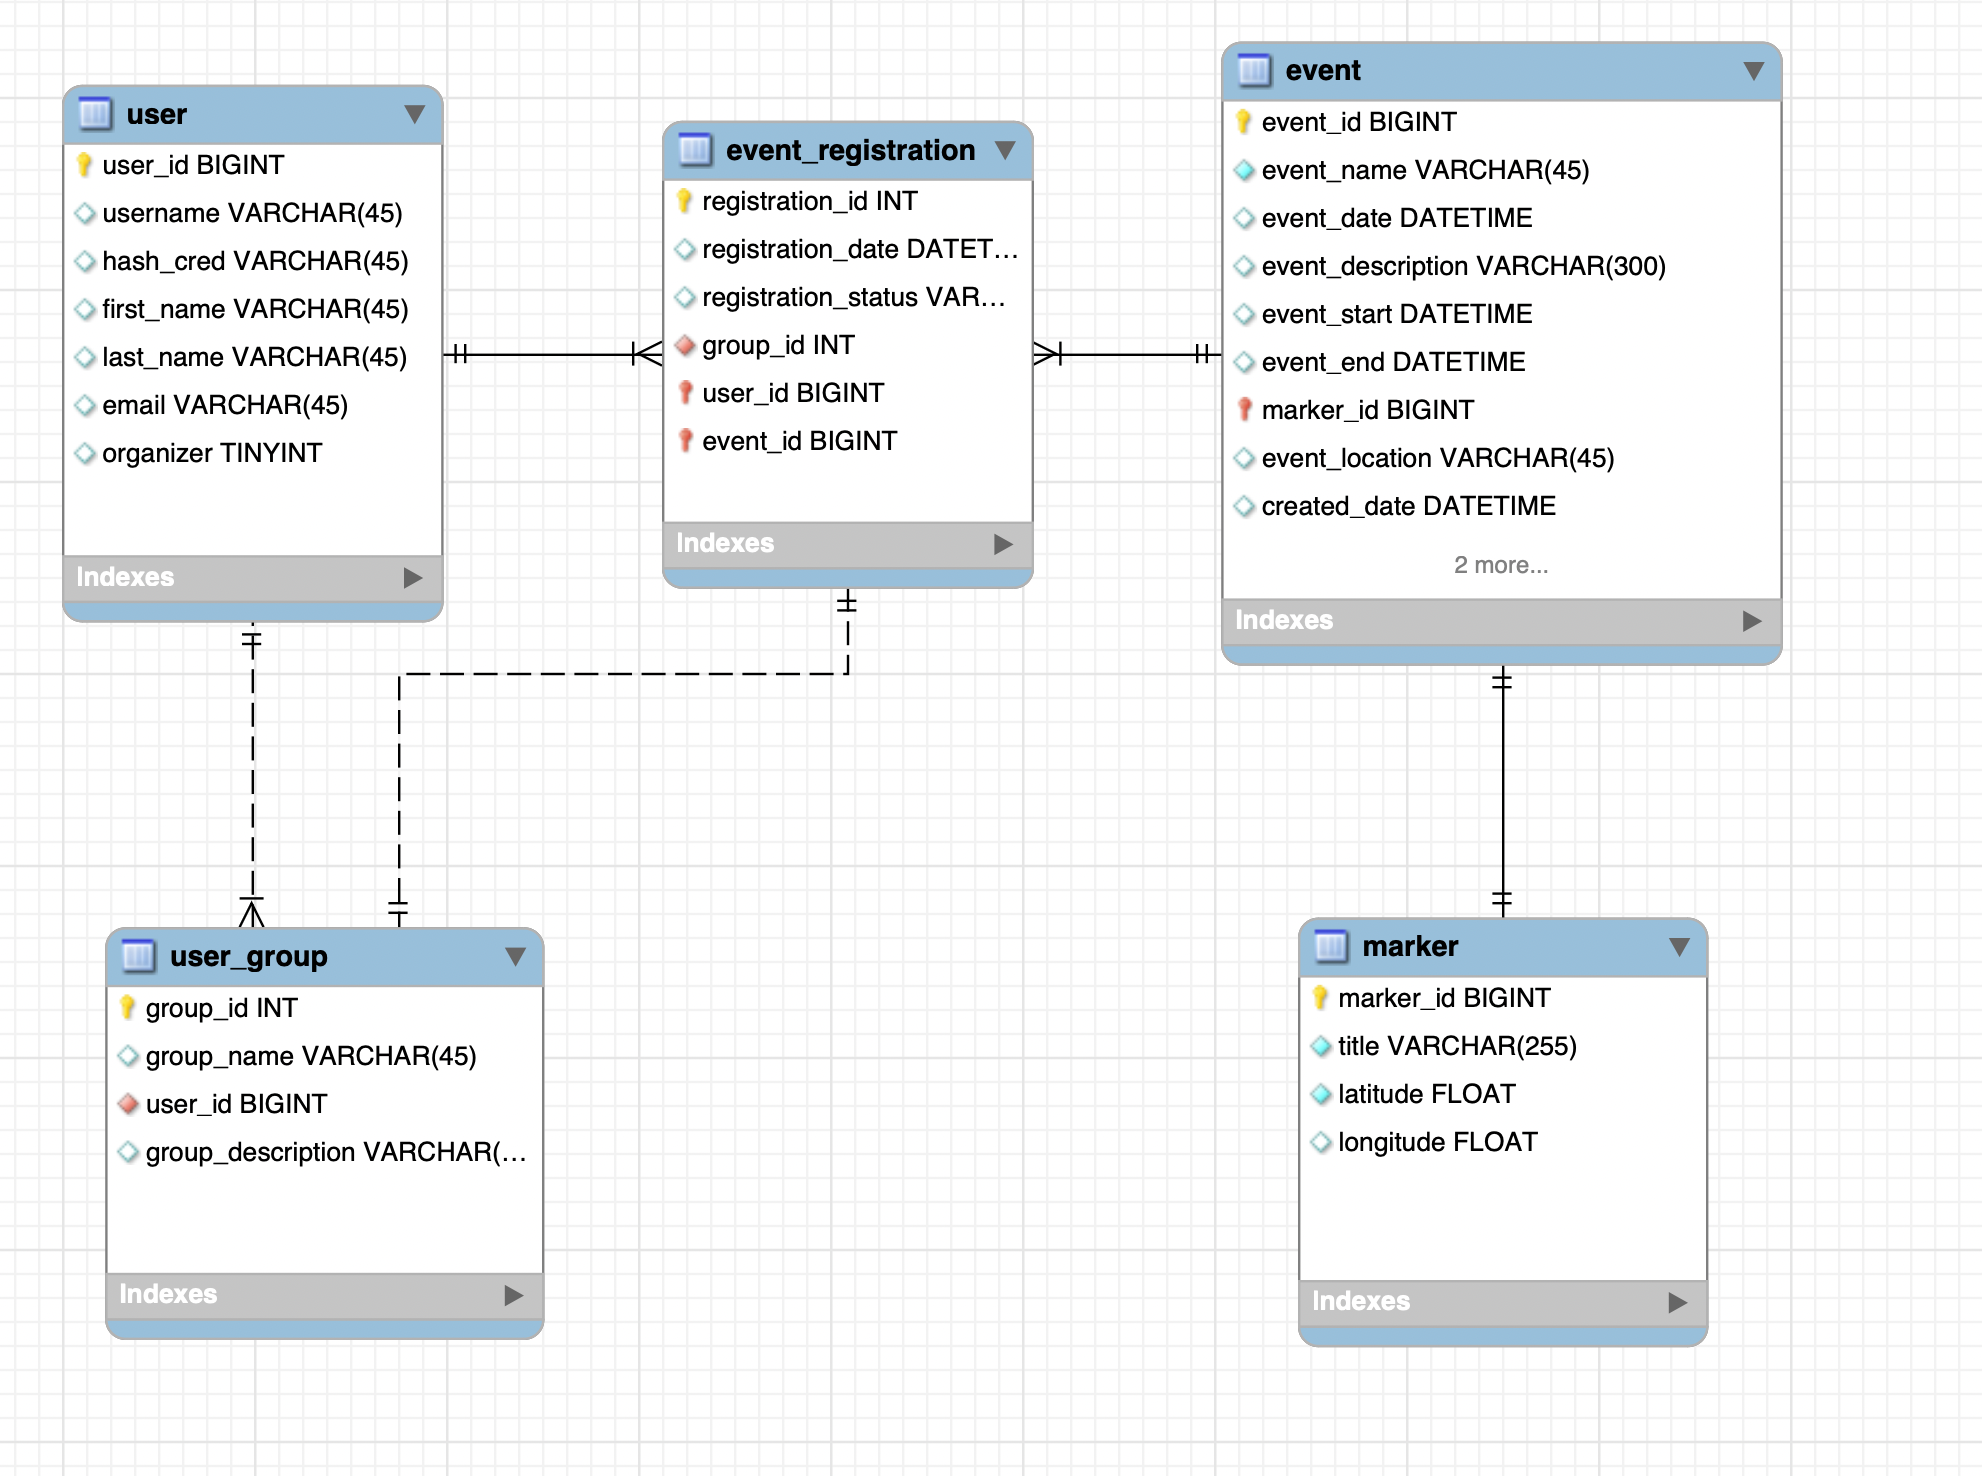 user
user_id BIGINT
username VARCHAR(45)
hash_cred VARCHAR(45)
first_name VARCHAR(45)
last_name VARCHAR(45)
email VARCHAR(45)
organizer TINYINT
Indexes
event_registration
registration_id INT
registration_date DATET...
registration_status VAR...
group_id INT
user_id BIGINT
event_id BIGINT
Indexes
event
event_id BIGINT
event_name VARCHAR(45)
event_date DATETIME
event_description VARCHAR(300)
event_start DATETIME
event_end DATETIME
marker_id BIGINT
event_location VARCHAR(45)
created_date DATETIME
2 more...
Indexes
user_group
group_id INT
group_name VARCHAR(45)
user_id BIGINT
group_description VARCHAR(...
Indexes
marker
marker_id BIGINT
title VARCHAR(255)
latitude FLOAT
longitude FLOAT
Indexes